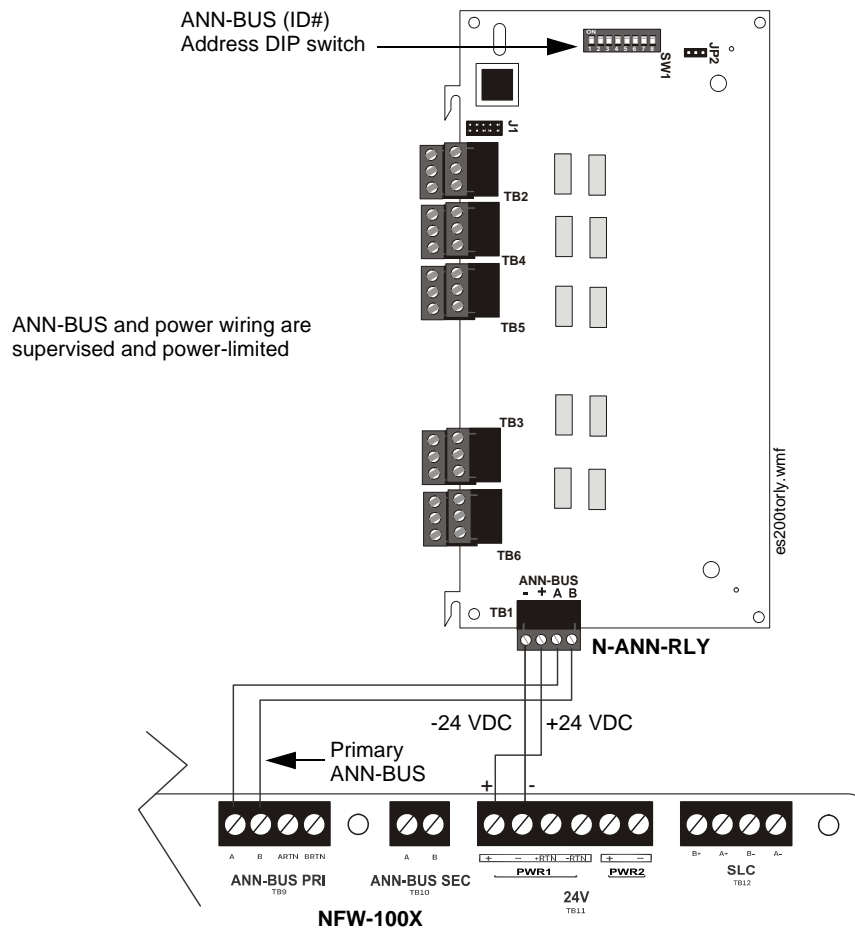 ANN-BUS (ID#)
Address DIP switch
ON
1 2 3 4 5 6 7 8
SW1
JP2
J1
TB2
TB4
TB5
ANN-BUS and power wiring are
supervised and power-limited
TB3
TB6
es200torly.wmf
ANN-BUS
- + A B
TB1
N-ANN-RLY
-24 VDC
+24 VDC
Primary
ANN-BUS
+ -
A B ARTN BRTN
ANN-BUS PRI
TB9
A B
ANN-BUS SEC
TB10
+ – +RTN -RTN + –
PWR1 PWR2
24V
TB11
B+ A+ B– A–
SLC
TB12
NFW-100X